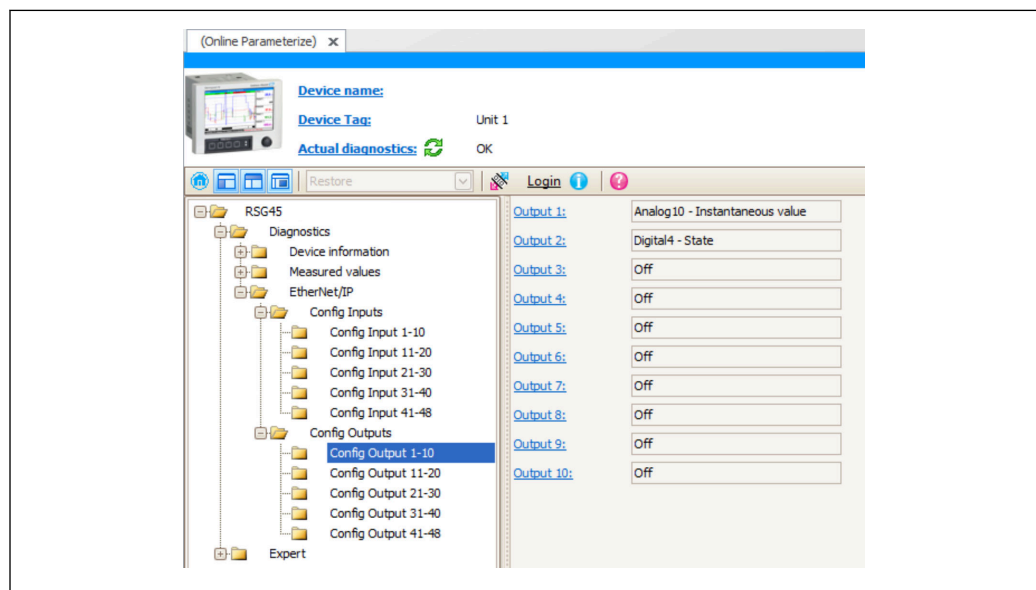 (Online Parameterize) x
Device name:
Device Tag: Unit 1
Actual diagnostics: OK
Restore Login
RSG45
Diagnostics
Device information
Measured values
EtherNet/IP
Config Inputs
Config Input 1-10
Config Input 11-20
Config Input 21-30
Config Input 31-40
Config Input 41-48
Config Outputs
Config Output 1-10
Config Output 11-20
Config Output 21-30
Config Output 31-40
Config Output 41-48
Expert
Output 1: Analog10 - Instantaneous value
Output 2: Digital4 - State
Output 3: Off
Output 4: Off
Output 5: Off
Output 6: Off
Output 7: Off
Output 8: Off
Output 9: Off
Output 10: Off